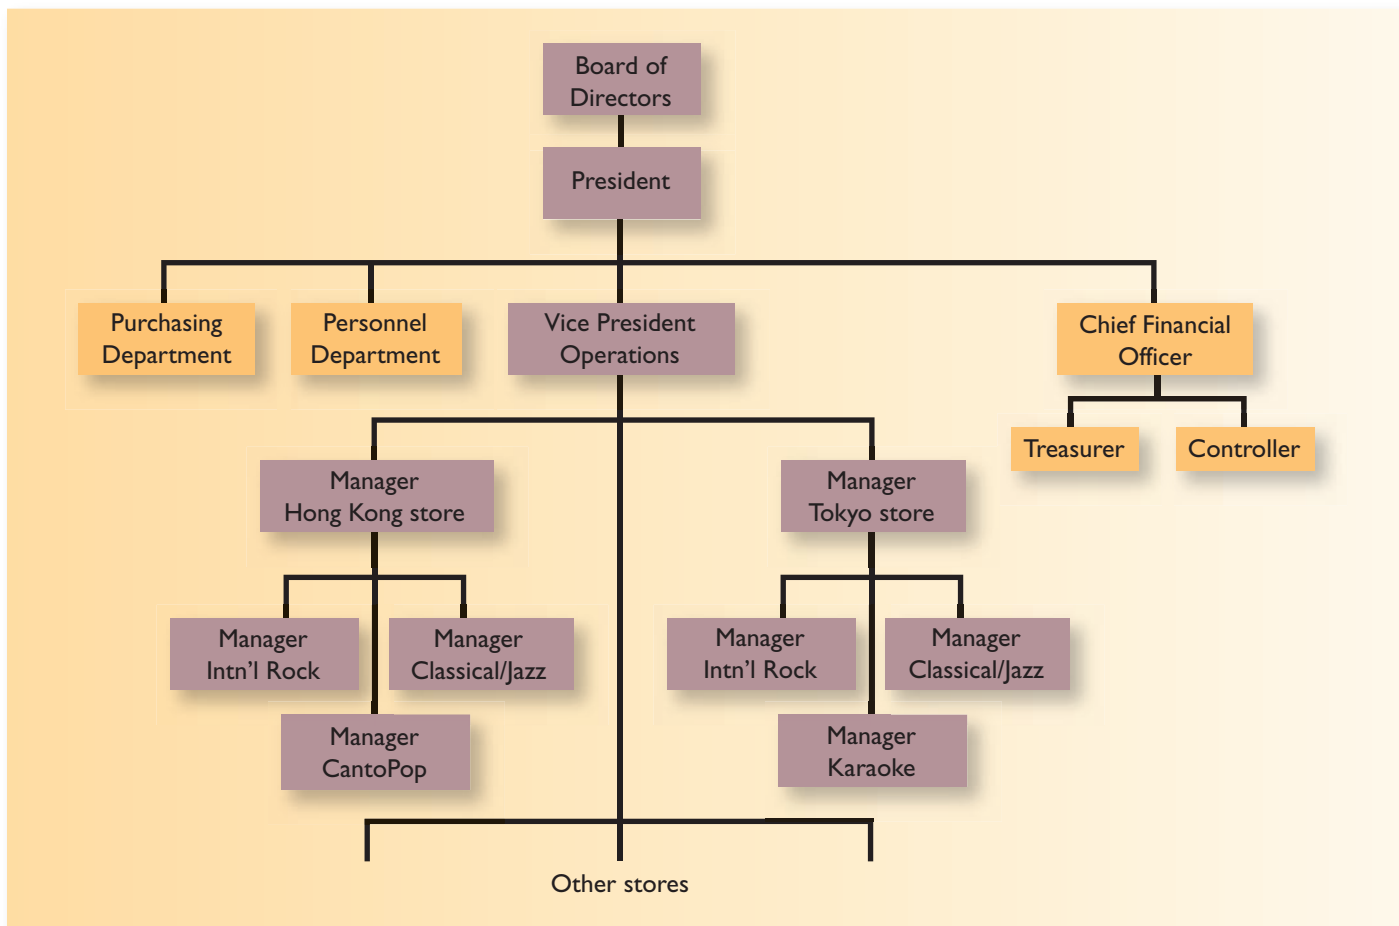 Board of
Directors
President
Purchasing
Department
Personnel
Department
Vice President
Operations
Chief Financial
Officer
Treasurer
Controller
Manager
Hong Kong store
Manager
Tokyo store
Manager
Intn'l Rock
Manager
Classical/Jazz
Manager
CantoPop
Manager
Intn'l Rock
Manager
Classical/Jazz
Manager
Karaoke
Other stores